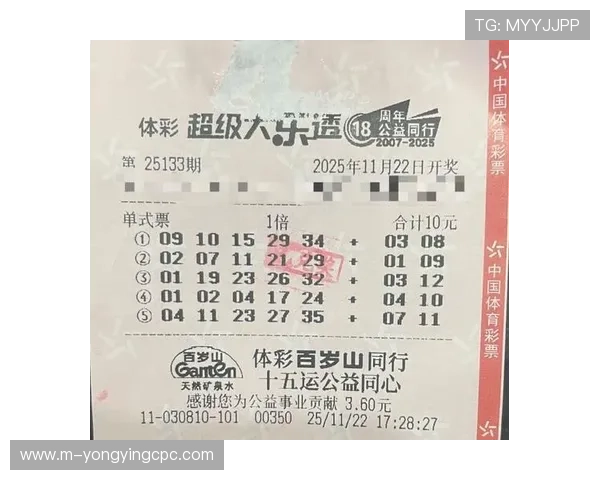 TG: MYYJJPP
体彩 超级大乐透 18 周年 公益同行 2007-2025
第 25133期 2025年11月22日开奖
单式票 1倍 合计10元
① 09 10 15 29 34 + 03 08
② 02 07 11 21 29 + 01 09
③ 01 19 23 26 32 + 03 12
④ 01 02 04 17 24 + 04 10
⑤ 04 11 23 27 35 + 07 11
百岁山 Ganten 天然矿泉水
体彩百岁山同行
十五运公益同心
感谢您为公益事业贡献 3.60元
11-030810-101 00350 25/11/22 17:28:27
中国体育彩票
中国体育彩票
www.m-yongyingcpc.com